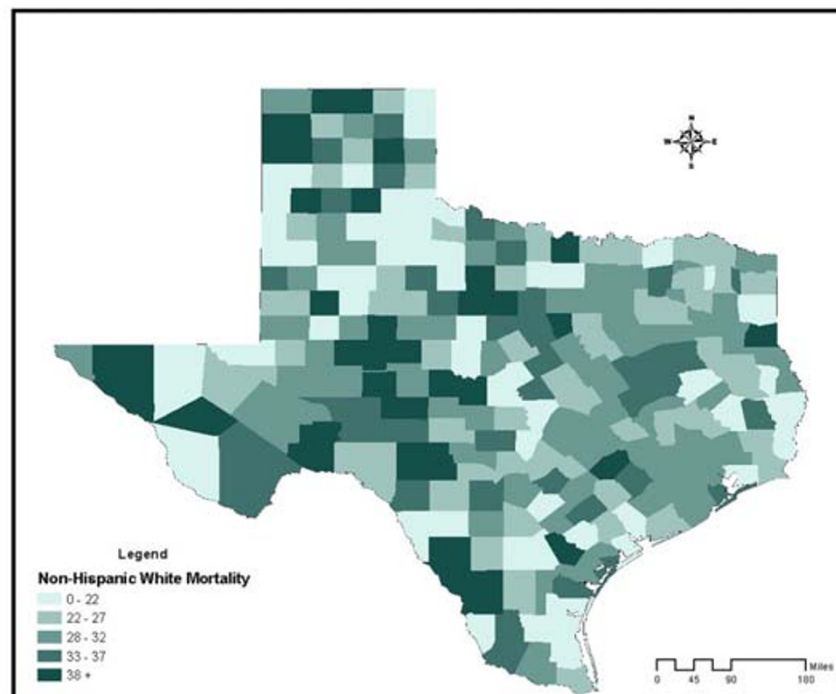 N
W E
S
Legend
Non-Hispanic White Mortality
0 - 22
22 - 27
28 - 32
33 - 37
38 +
Miles
0 45 90 180